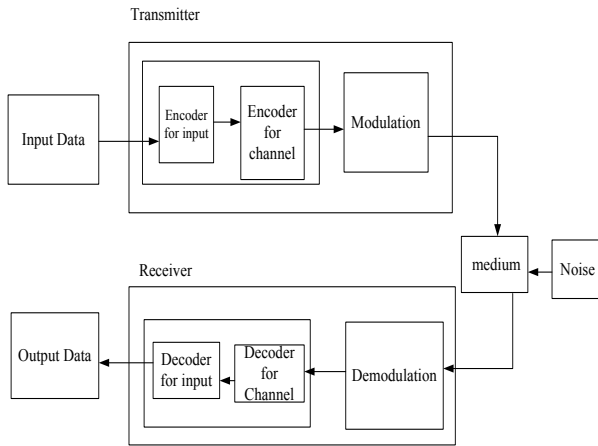 Transmitter
Input Data
Encoder
for input
Encoder
for
channel
Modulation
medium
Noise
Receiver
Output Data
Decoder
for input
Decoder
for
Channel
Demodulation